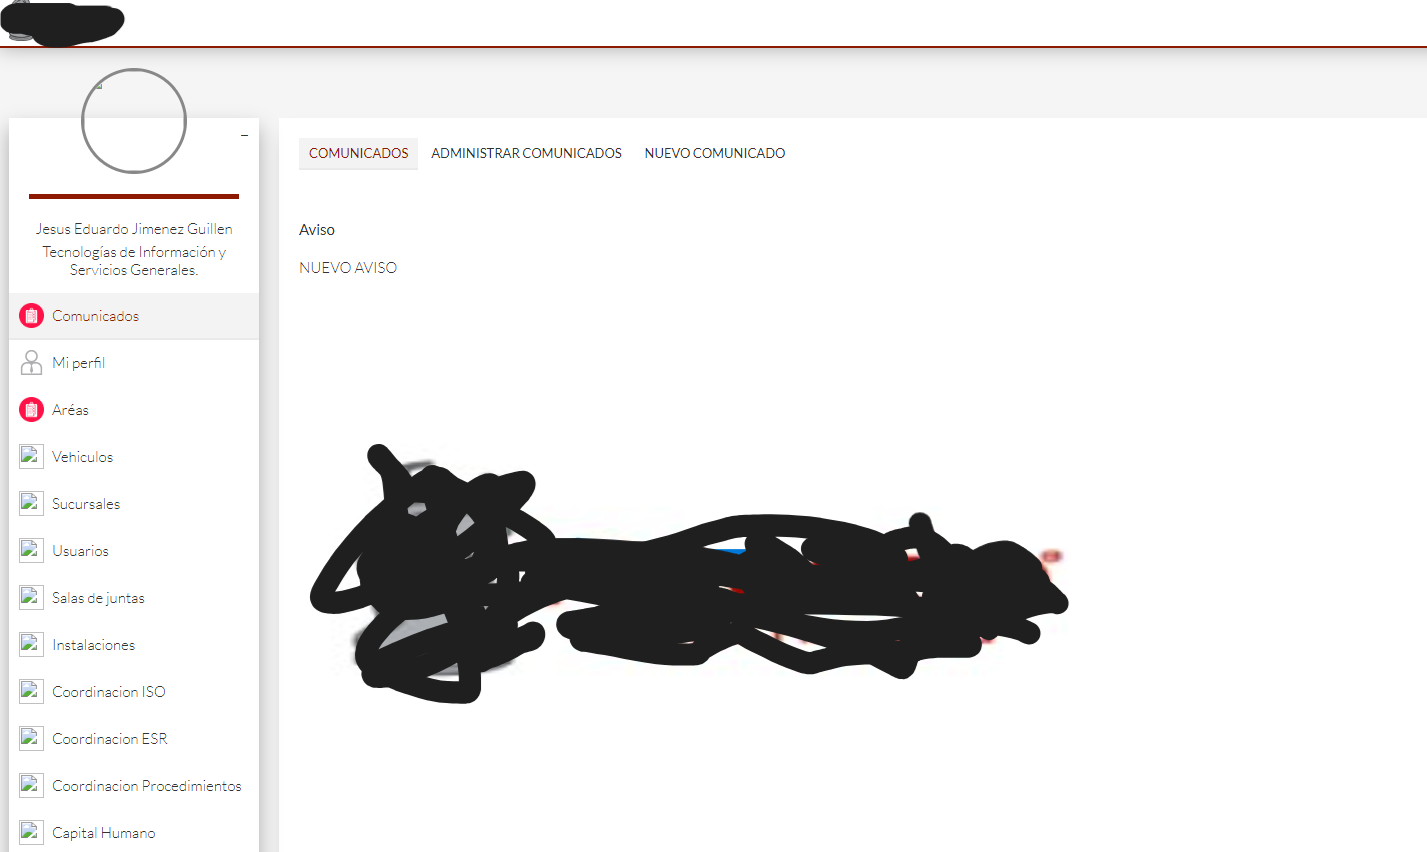 Jesus Eduardo Jimenez Guillen
Tecnologías de Información y
Servicios Generales.
Comunicados
Mi perfil
Aréas
Vehiculos
Sucursales
Usuarios
Salas de juntas
Instalaciones
Coordinacion ISO
Coordinacion ESR
Coordinacion Procedimientos
Capital Humano
COMUNICADOS ADMINISTRAR COMUNICADOS NUEVO COMUNICADO
Aviso
NUEVO AVISO